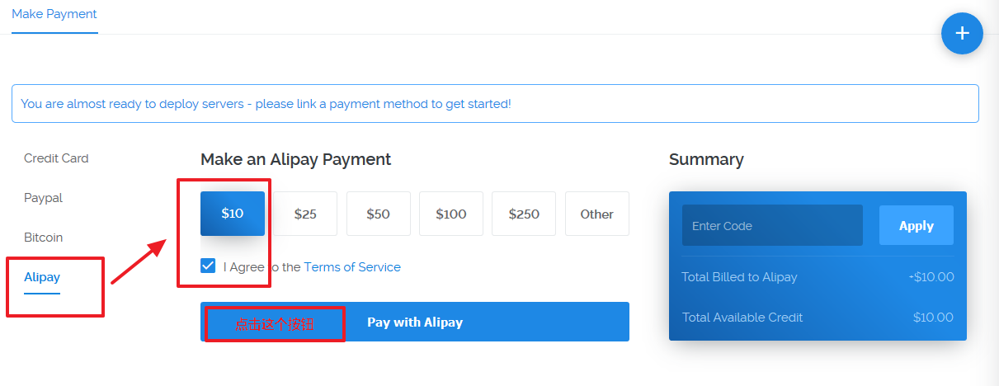 Make Payment
+
You are almost ready to deploy servers - please link a payment method to get started!
Credit Card
Paypal
Bitcoin
Alipay
Make an Alipay Payment
$10
$25
$50
$100
$250
Other
I Agree to the Terms of Service
点击这个按钮
Pay with Alipay
Summary
Enter Code
Apply
Total Billed to Alipay
+$10.00
Total Available Credit
$10.00